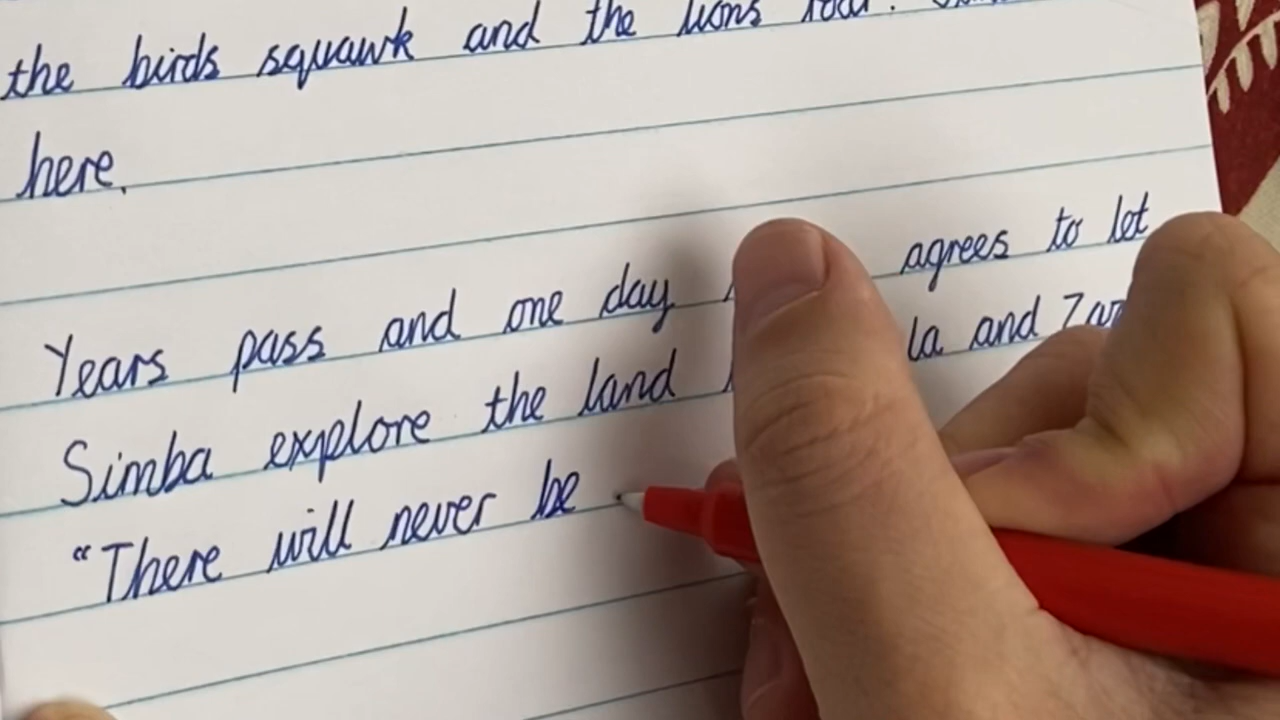 the birds squawk and the lions roar.
here.
Years pass and one day agrees to let
Simba explore the land la and
"There will never be